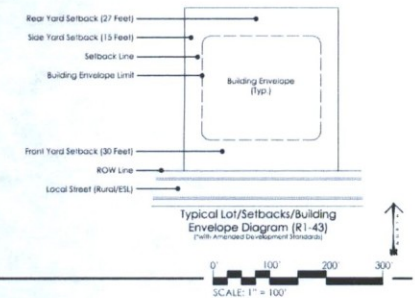 Rear Yard Setback (27 Feet)
Side Yard Setback (15 Feet)
Setback Line
Building Envelope Limit
Building Envelope
(Typ.)
Front Yard Setback (30 Feet)
ROW Line
Local Street (Rural/ESL)
Typical Lot/Setbacks/Building
Envelope Diagram (R1-43)
(*with Amended Development Standards)
0' 100' 200' 300'
SCALE: 1" = 100'